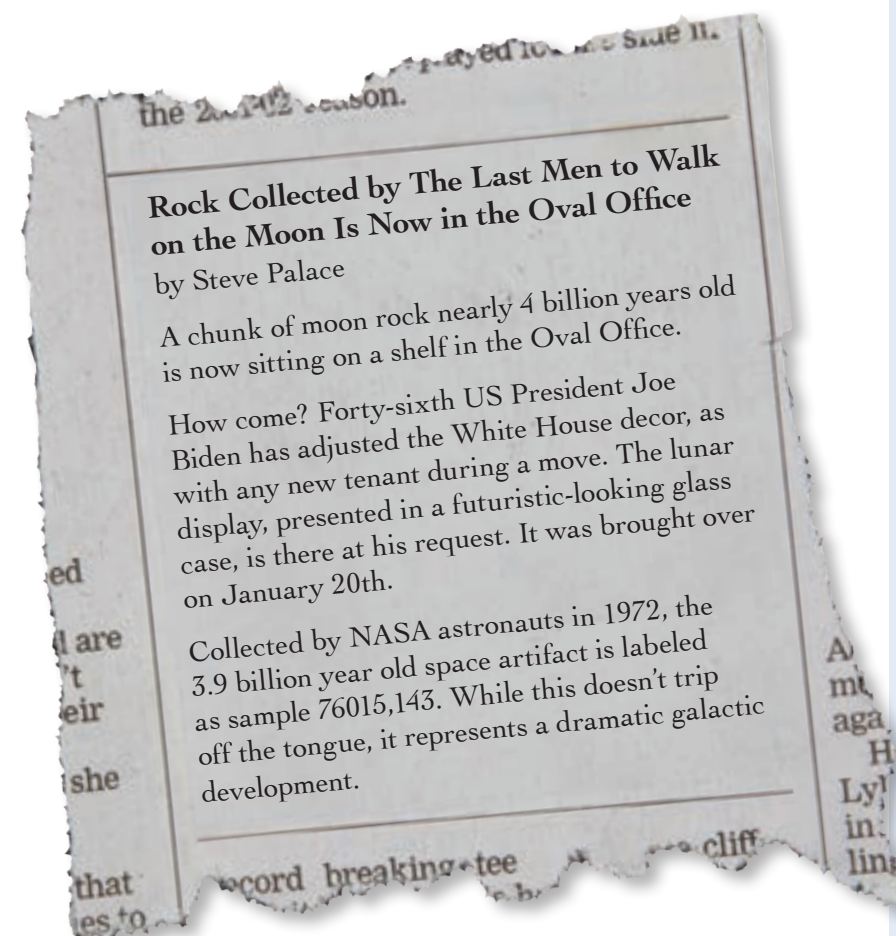 the season.
Rock Collected by The Last Men to Walk
on the Moon Is Now in the Oval Office
by Steve Palace
A chunk of moon rock nearly 4 billion years old
is now sitting on a shelf in the Oval Office.
How come? Forty-sixth US President Joe
Biden has adjusted the White House decor, as
with any new tenant during a move. The lunar
display, presented in a futuristic-looking glass
case, is there at his request. It was brought over
on January 20th.
Collected by NASA astronauts in 1972, the
3.9 billion year old space artifact is labeled
as sample 76015,143. While this doesn't trip
off the tongue, it represents a dramatic galactic
development.
breaking tee cliff
ed
are
't
eir
she
that
to
aga
in